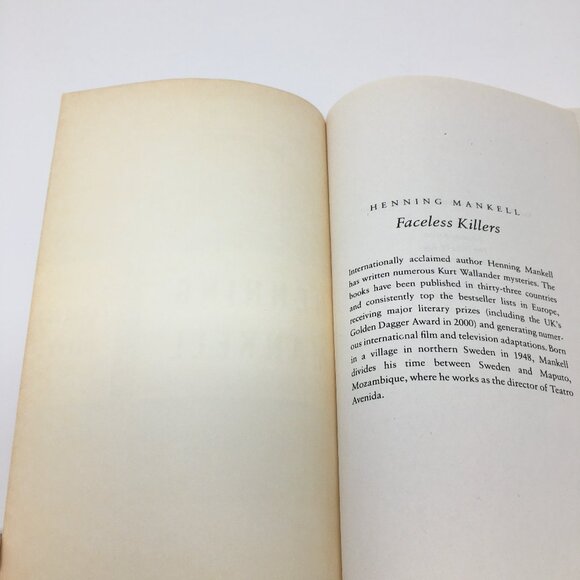 HENNING MANKELL
Faceless Killers
Internationally acclaimed author Henning Mankell
has written numerous Kurt Wallander mysteries. The
books have been published in thirty-three countries
and consistently top the bestseller lists in Europe,
receiving major literary prizes (including the UK's
Golden Dagger Award in 2000) and generating numer-
ous international film and television adaptations. Born
in a village in northern Sweden in 1948, Mankell
divides his time between Sweden and Maputo,
Mozambique, where he works as the director of Teatro
Avenida.